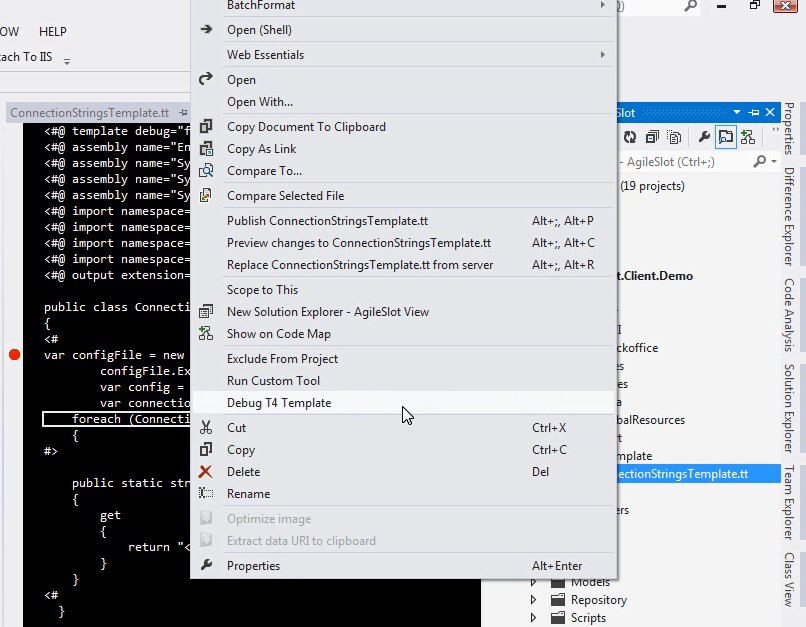 BatchFormat
Open (Shell)
Web Essentials
Open
Open With...
Copy Document To Clipboard
Copy As Link
Compare To...
Compare Selected File
Publish ConnectionStringsTemplate.tt Alt+;, Alt+P
Preview changes to ConnectionStringsTemplate.tt Alt+;, Alt+C
Replace ConnectionStringsTemplate.tt from server Alt+;, Alt+R
Scope to This
New Solution Explorer - AgileSlot View
Show on Code Map
Exclude From Project
Run Custom Tool
Debug T4 Template
Cut Ctrl+X
Copy Ctrl+C
Delete Del
Rename
Optimize image
Extract data URI to clipboard
Properties Alt+Enter
OW HELP
ach To IIS
ConnectionStringsTemplate.tt
<#@ template debug="f
<#@ assembly name="En
<#@ assembly name="Sy
<#@ assembly name="Sy
<#@ assembly name="Sy
<#@ import namespace=
<#@ import namespace=
<#@ import namespace=
<#@ import namespace=
<#@ output extension=
public class Connecti
{
<#
var configFile = new
configFile.Ex
var config =
var connectio
foreach (Connecti
{
#>
public static str
{
get
{
return "<
}
}
<#
}
Q)
Slot
- AgileSlot (Ctrl+;)
(19 projects)
t.Client.Demo
I
ckoffice
es
es
a
balResources
t
mplate
ectionStringsTemplate.tt
ers
Models
Repository
Scripts
Properties
Difference Explorer
Code Analysis
Solution Explorer
Team Explorer
Class View